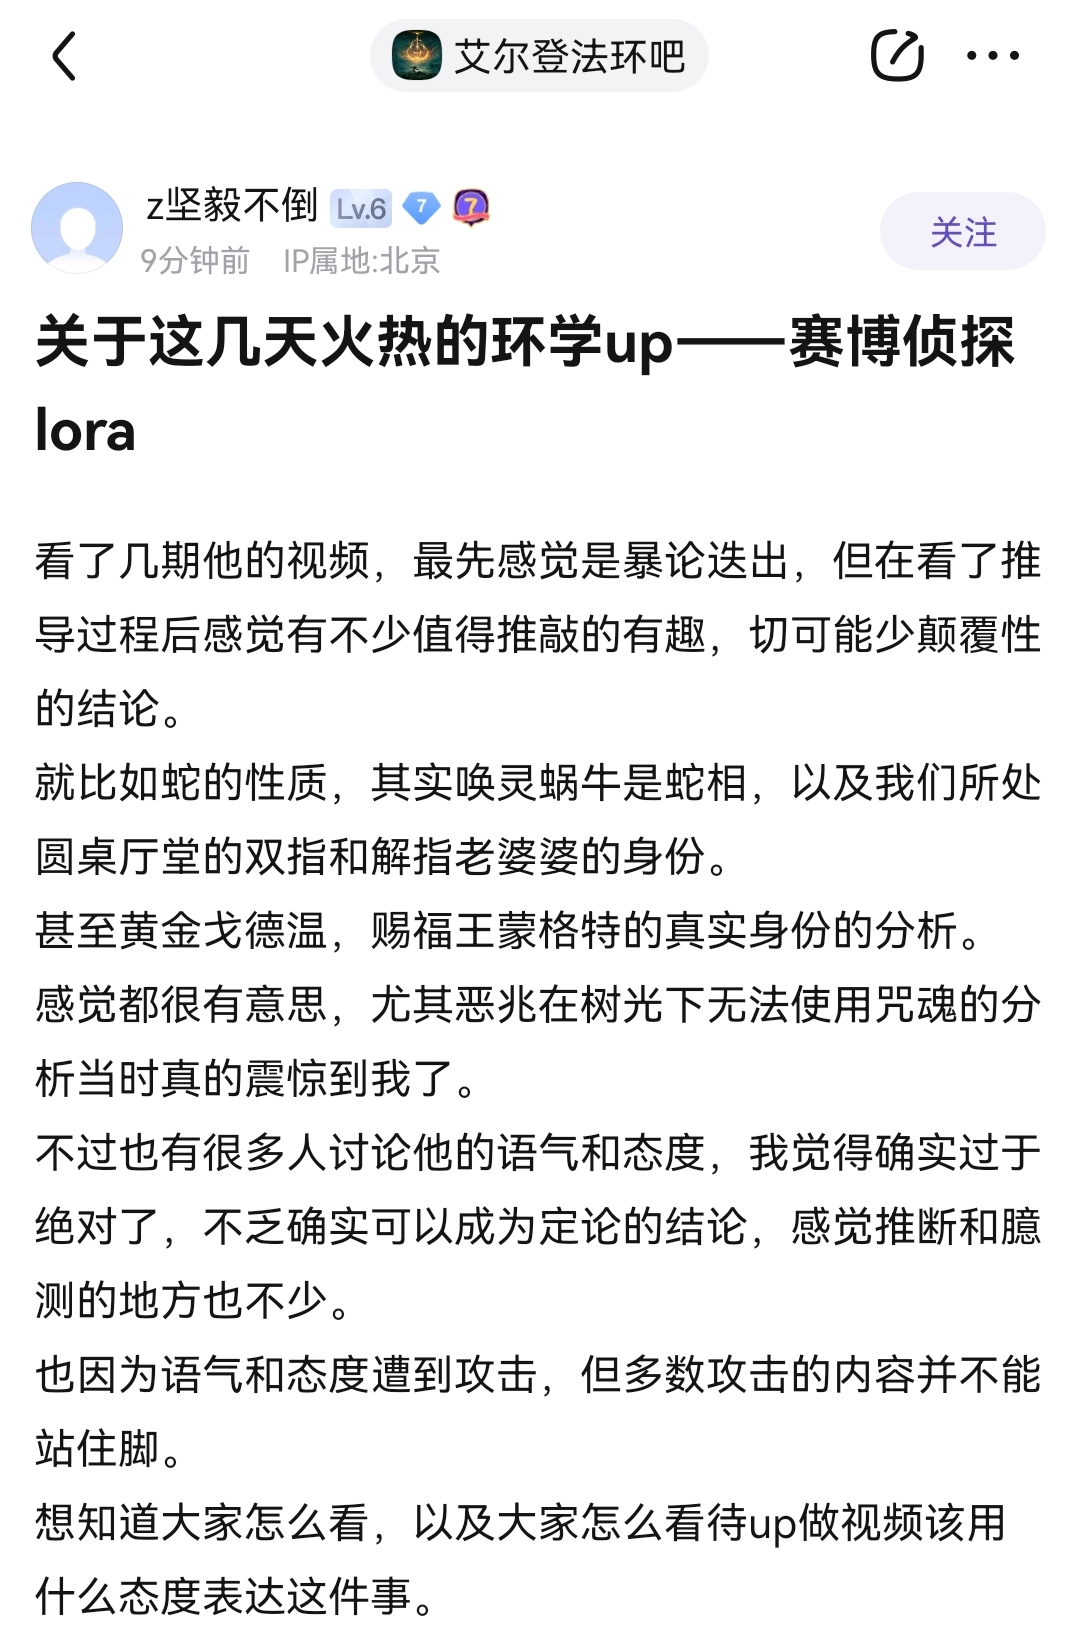 艾尔登法环吧
z坚毅不倒 Lv.6 7 7
9分钟前 IP属地:北京
关注
关于这几天火热的环学up——赛博侦探
lora
看了几期他的视频，最先感觉是暴论迭出，但在看了推
导过程后感觉有不少值得推敲的有趣，切可能少颠覆性
的结论。
就比如蛇的性质，其实唤灵蜗牛是蛇相，以及我们所处
圆桌厅堂的双指和解指老婆婆的身份。
甚至黄金戈德温，赐福王蒙格特的真实身份的分析。
感觉都很有意思，尤其恶兆在树光下无法使用咒魂的分
析当时真的震惊到我了。
不过也有很多人讨论他的语气和态度，我觉得确实过于
绝对了，不乏确实可以成为定论的结论，感觉推断和臆
测的地方也不少。
也因为语气和态度遭到攻击，但多数攻击的内容并不能
站住脚。
想知道大家怎么看，以及大家怎么看待up做视频该用
什么态度表达这件事。